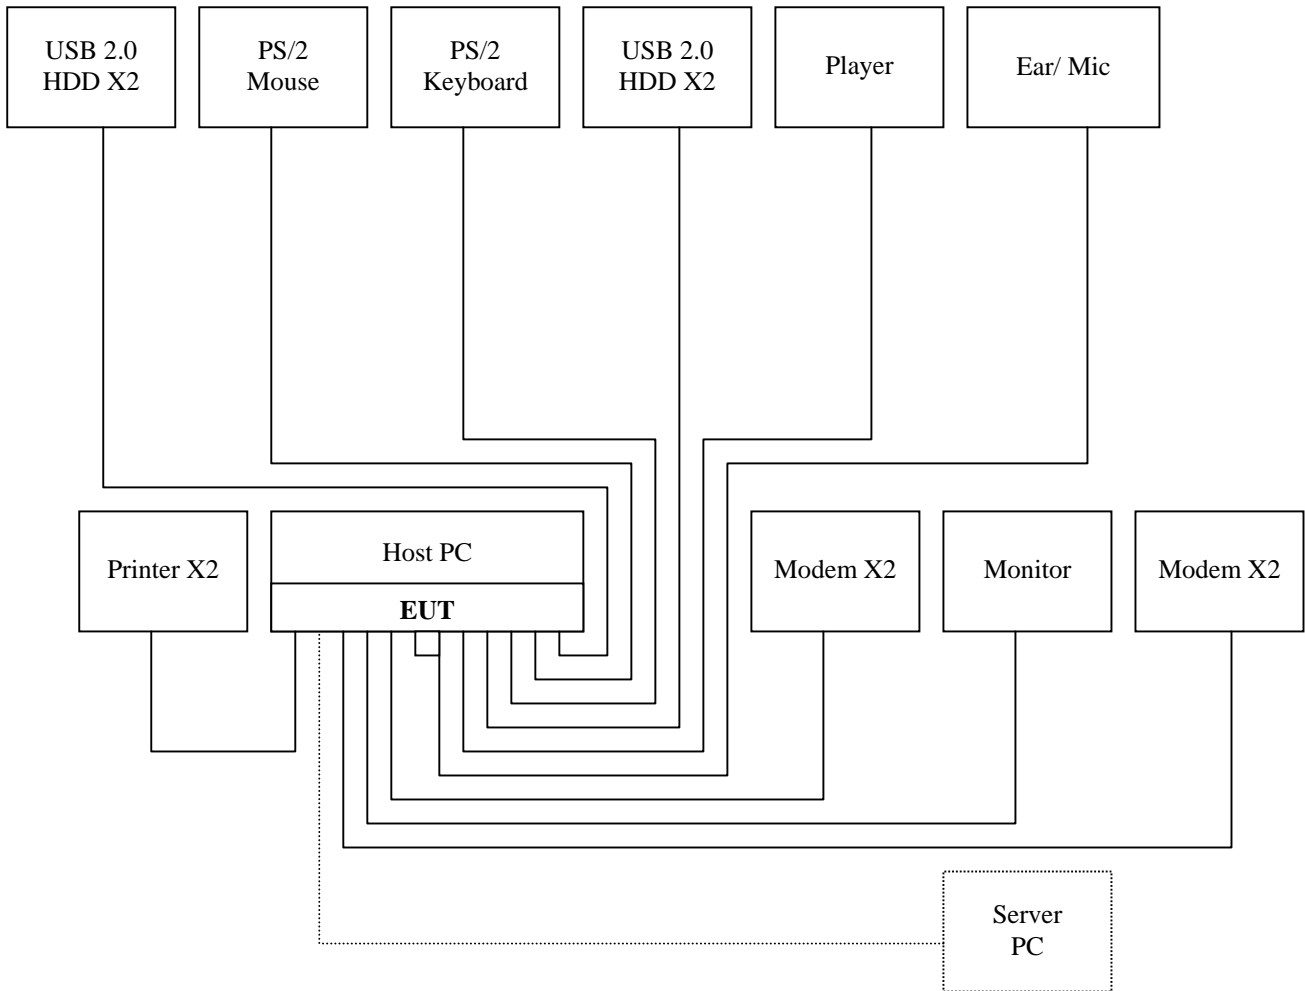 USB 2.0
HDD X2
PS/2
Mouse
PS/2
Keyboard
USB 2.0
HDD X2
Player
Ear/ Mic
Printer X2
Host PC
EUT
Modem X2
Monitor
Modem X2
Server
PC